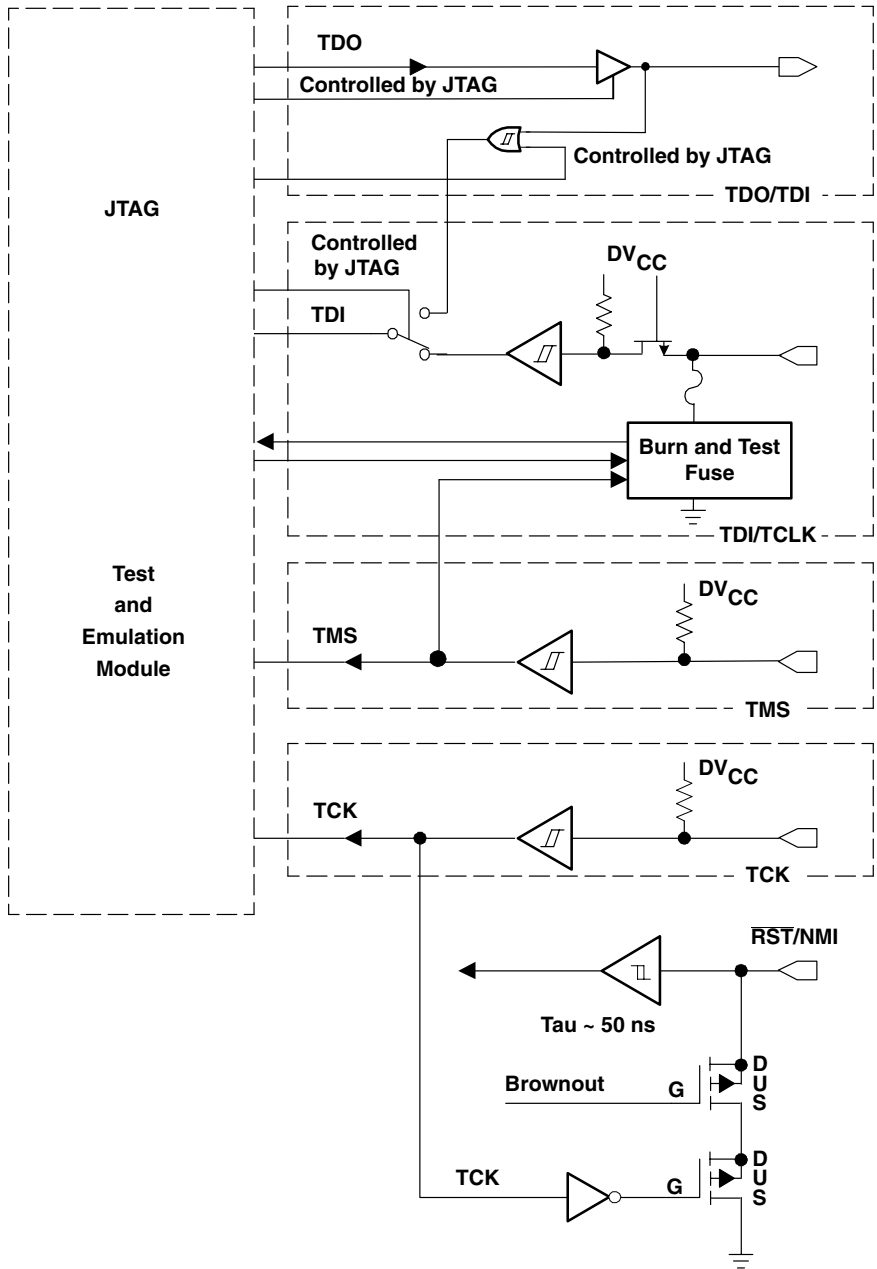 TDO
Controlled by JTAG
Controlled by JTAG
TDO/TDI
JTAG
Controlled
by JTAG
TDI
DVCC
Burn and Test
Fuse
TDI/TCLK
Test
and
Emulation
Module
TMS
DVCC
TMS
TCK
DVCC
TCK
RST/NMI
Tau ~ 50 ns
Brownout
G
D
U
S
TCK
G
D
U
S